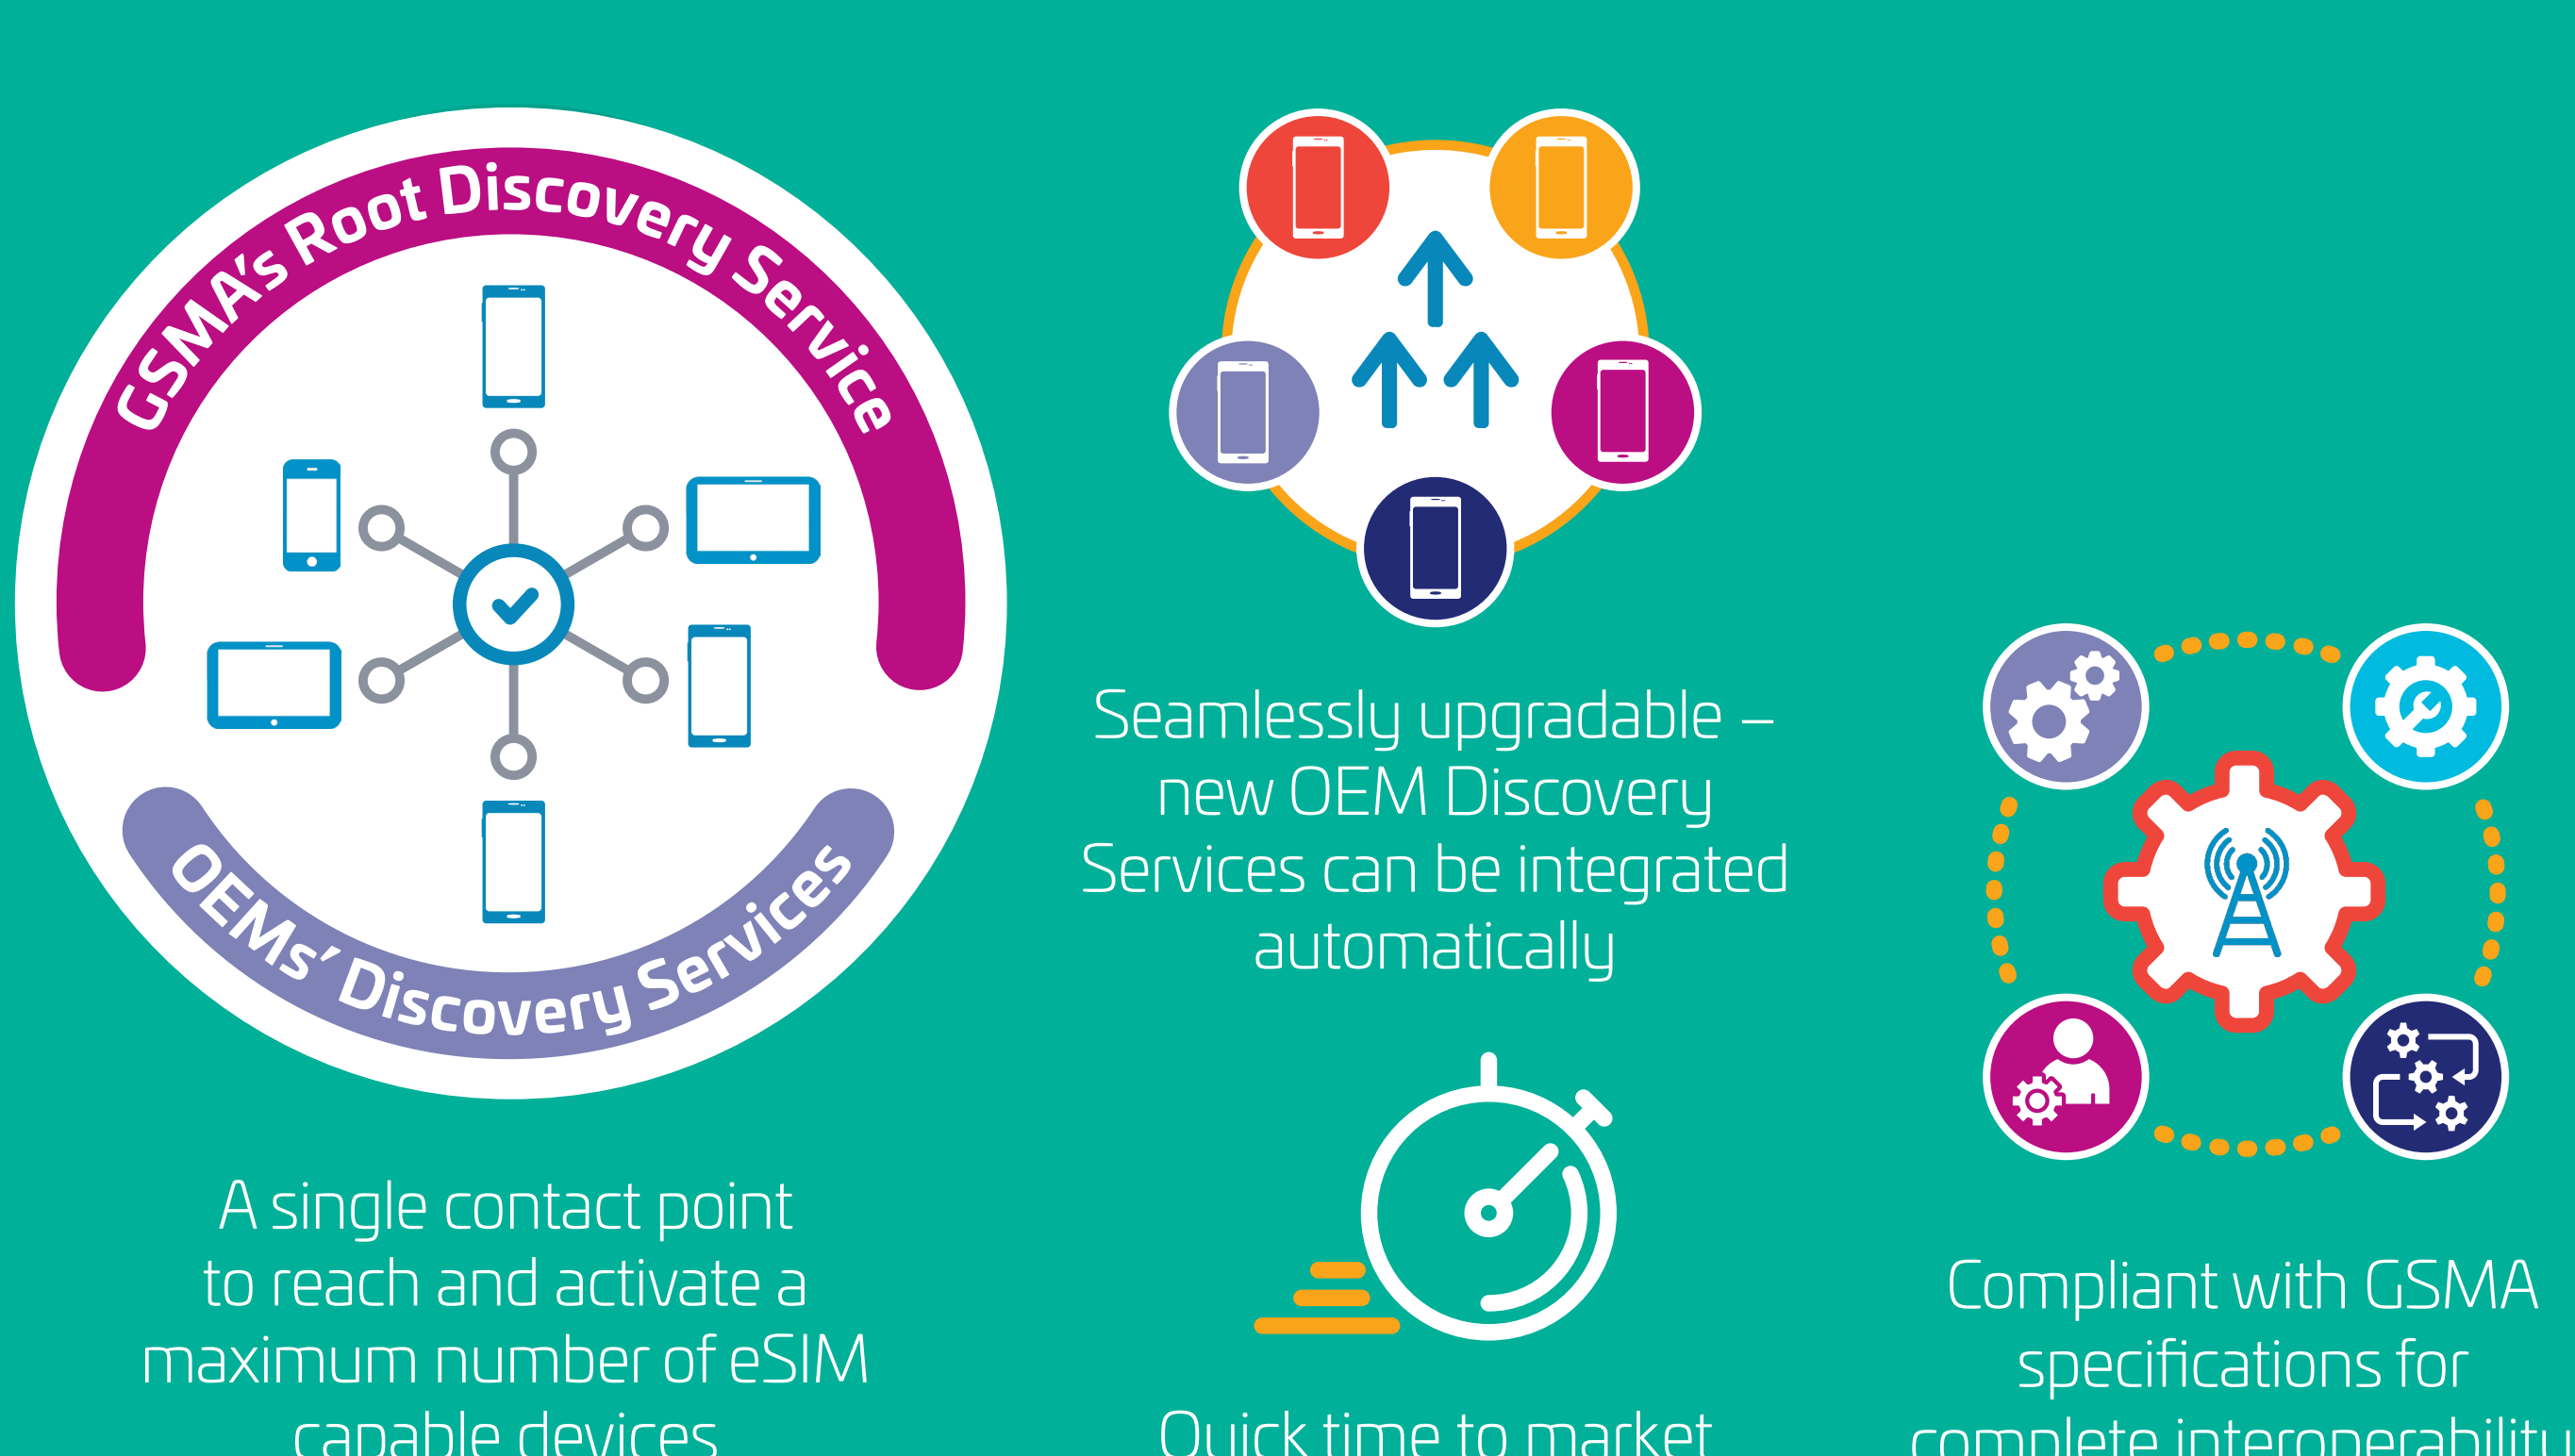 GSMA’s Root Discovery Service
OEMs’ Discovery Services
A single contact point
to reach and activate a
maximum number of eSIM
capable devices
Seamlessly upgradable –
new OEM Discovery
Services can be integrated
automatically
Quick time to market
Compliant with GSMA
specifications for
complete interoperability